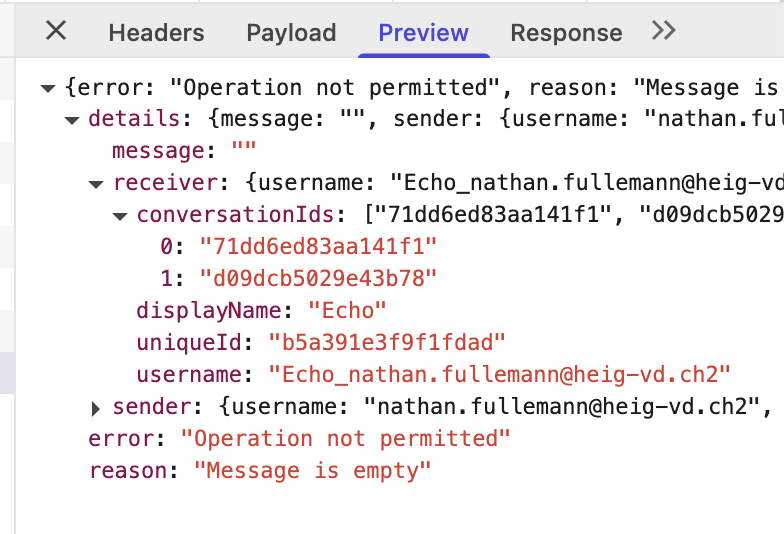 Headers Payload Preview Response
{error: "Operation not permitted", reason: "Message is
details: {message: "", sender: {username: "nathan.ful
message: ""
receiver: {username: "Echo_nathan.fullemann@heig-vd
conversationIds: ["71dd6ed83aa141f1", "d09dcb5029
0: "71dd6ed83aa141f1"
1: "d09dcb5029e43b78"
displayName: "Echo"
uniqueId: "b5a391e3f9f1fdad"
username: "Echo_nathan.fullemann@heig-vd.ch2"
sender: {username: "nathan.fullemann@heig-vd.ch2",
error: "Operation not permitted"
reason: "Message is empty"